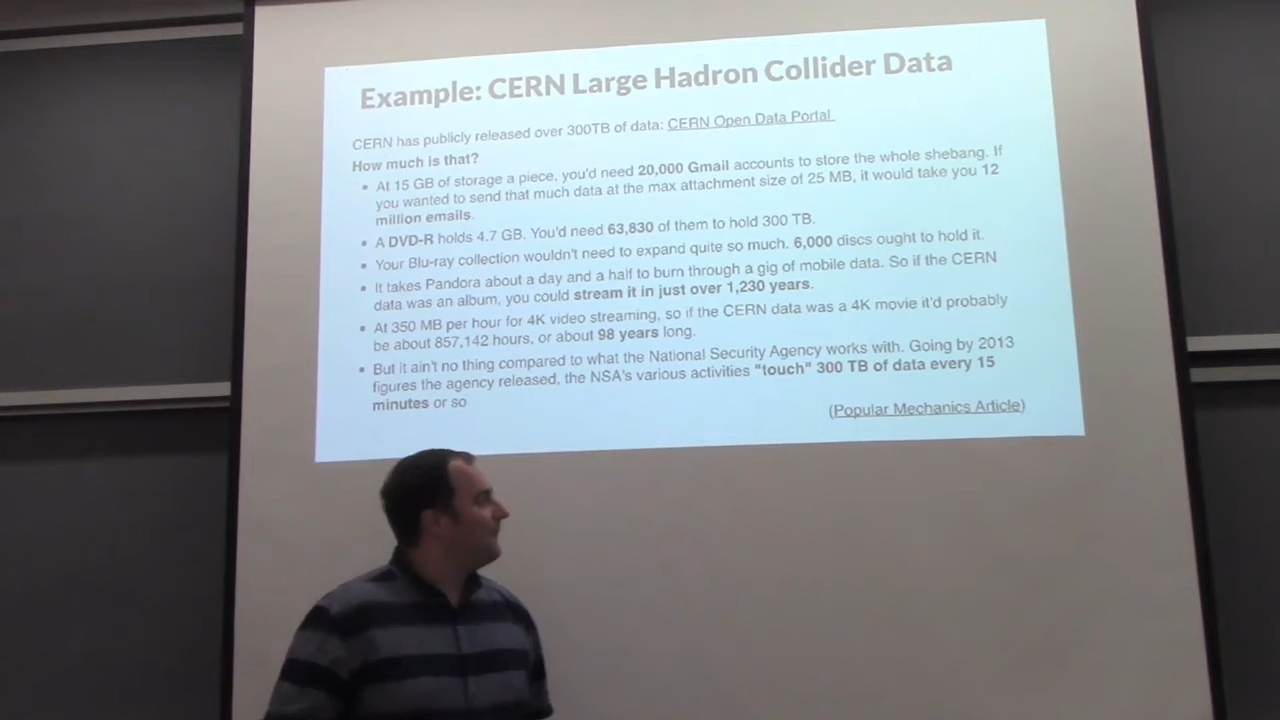 Example: CERN Large Hadron Collider Data
CERN has publicly released over 300TB of data: CERN Open Data Portal
How much is that?
• At 15 GB of storage a piece, you'd need 20,000 Gmail accounts to store the whole shebang. If
you wanted to send that much data at the max attachment size of 25 MB, it would take you 12
million emails.
• A DVD-R holds 4.7 GB. You'd need 63,830 of them to hold 300 TB.
• Your Blu-ray collection wouldn't need to expand quite so much. 6,000 discs ought to hold it.
• It takes Pandora about a day and a half to burn through a gig of mobile data. So if the CERN
data was an album, you could stream it in just over 1,230 years.
• At 350 MB per hour for 4K video streaming, so if the CERN data was a 4K movie it'd probably
be about 857,142 hours, or about 98 years long.
• But it ain't no thing compared to what the National Security Agency works with. Going by 2013
figures the agency released, the NSA's various activities "touch" 300 TB of data every 15
minutes or so
(Popular Mechanics Article)